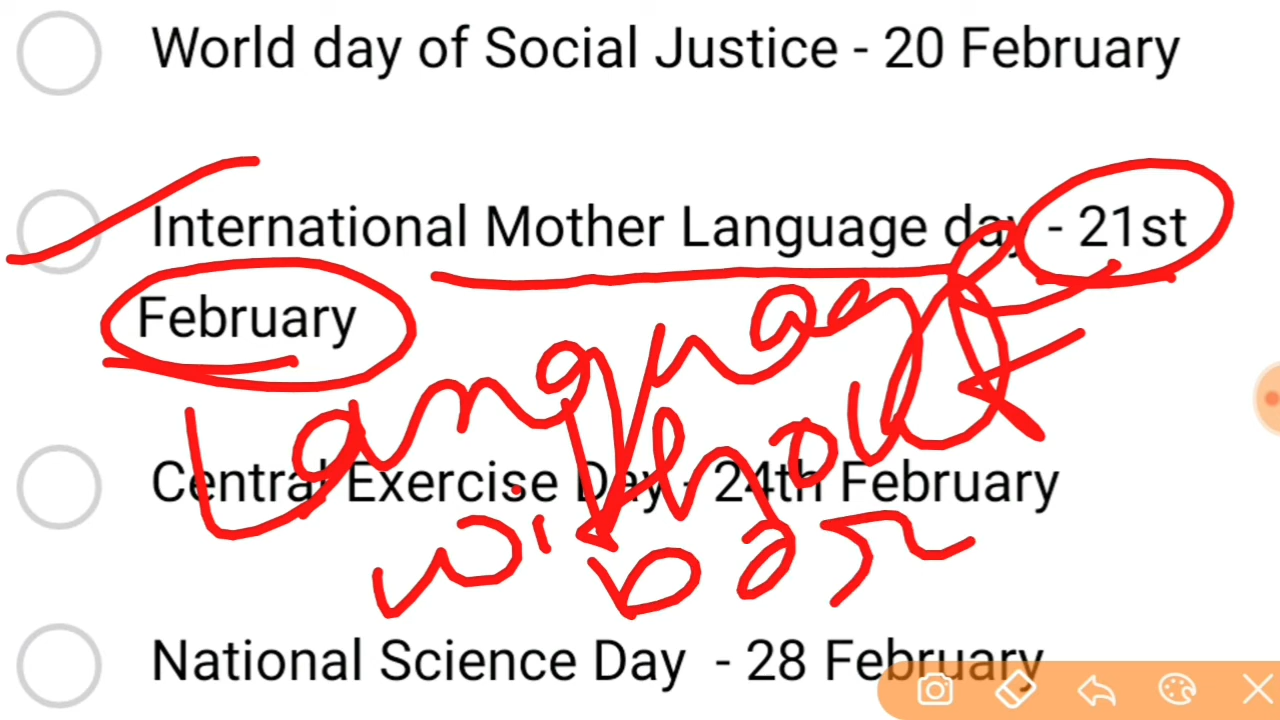 World day of Social Justice - 20 February
International Mother Language day - 21st
February
Language
without
Central Exercise Day - 24th February
bar
National Science Day - 28 February